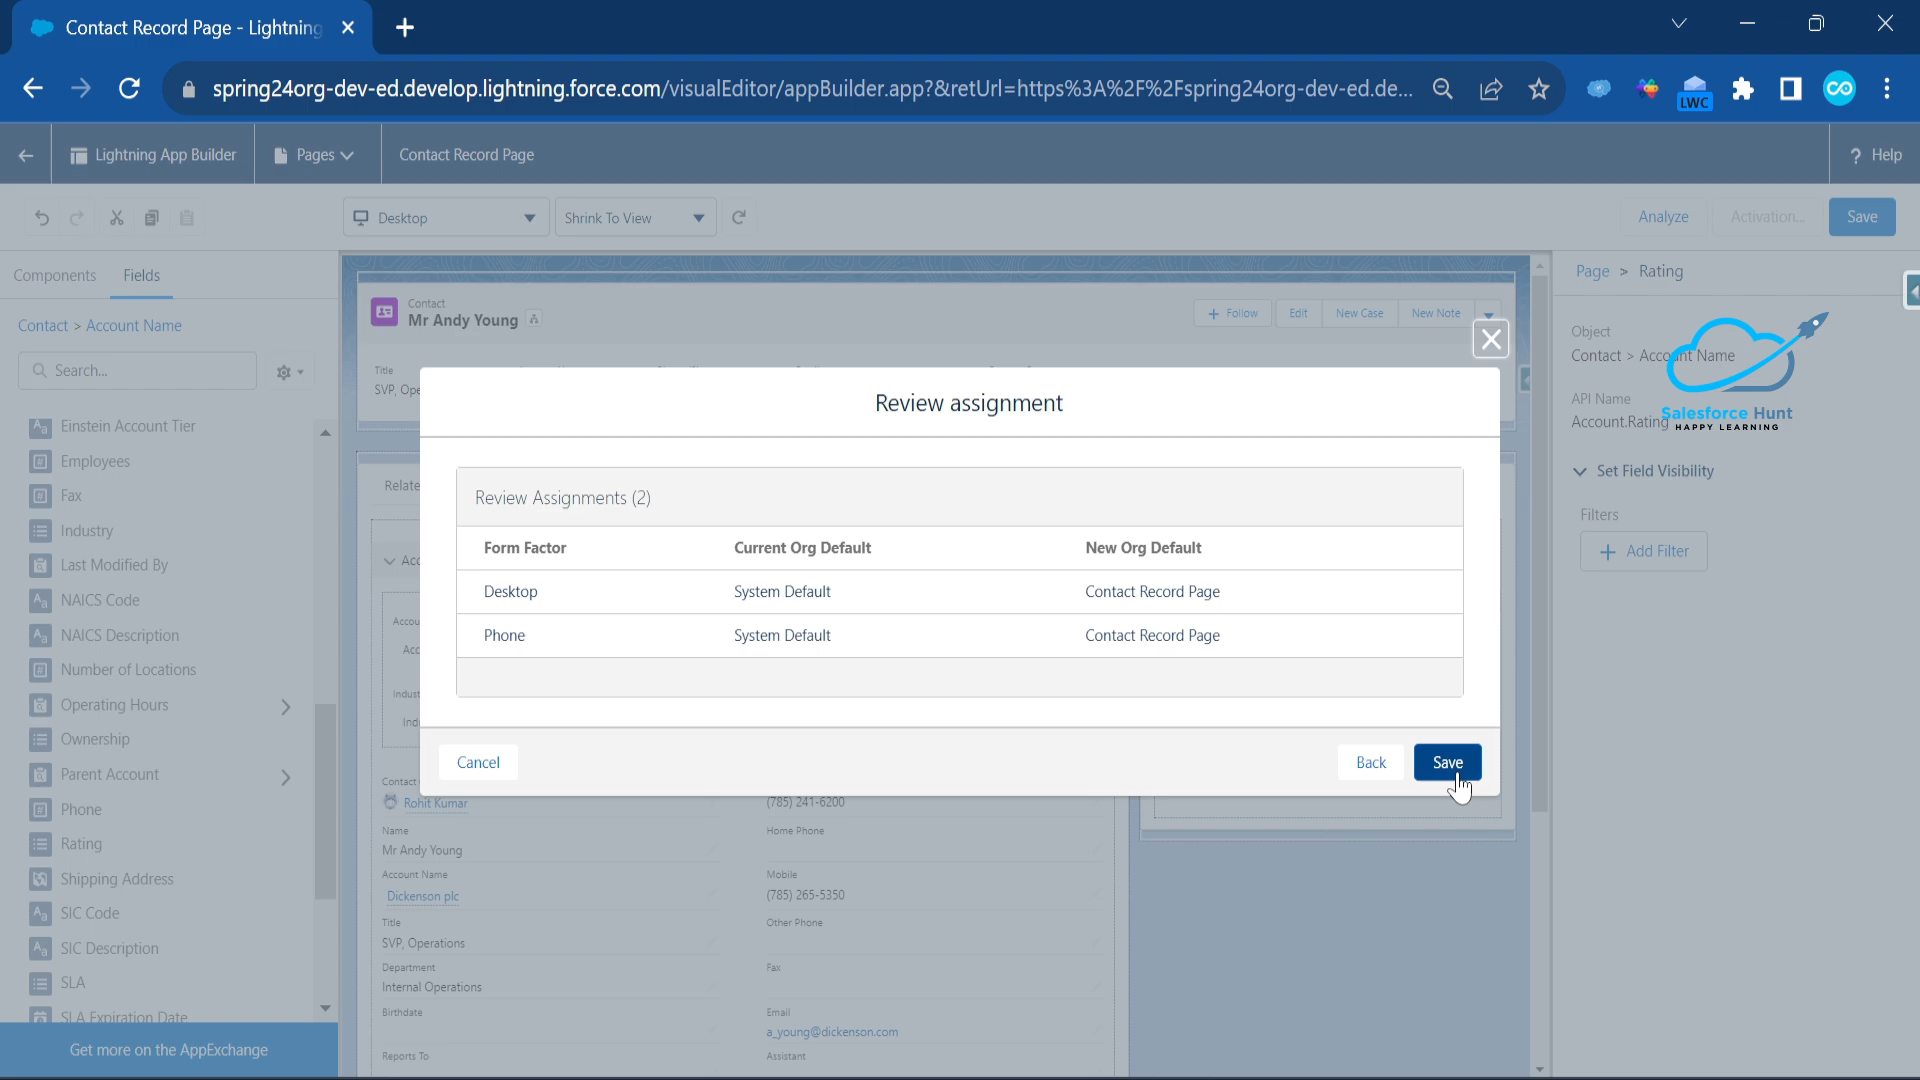 Contact Record Page - Lightning
spring24org-dev-ed.develop.lightning.force.com/visualEditor/appBuilder.app?&retUrl=https%3A%2F%2Fspring24org-dev-ed.de...
LWC
Lightning App Builder
Pages
Contact Record Page
? Help
Desktop
Shrink To View
Analyze
Activation...
Save
Components
Fields
Contact > Account Name
Search...
Einstein Account Tier
Employees
Fax
Industry
Last Modified By
NAICS Code
NAICS Description
Number of Locations
Operating Hours
Ownership
Parent Account
Phone
Rating
Shipping Address
SIC Code
SIC Description
SLA
SLA Expiration Date
Get more on the AppExchange
Contact
Mr Andy Young
+ Follow
Edit
New Case
New Note
Title
SVP, Ope
Relate
Acc
Accou
Acc
Indust
Ind
Review assignment
Review Assignments (2)
Form Factor
Current Org Default
New Org Default
Desktop
System Default
Contact Record Page
Phone
System Default
Contact Record Page
Cancel
Back
Save
Contact
Rohit Kumar
(785) 241-6200
Name
Mr Andy Young
Home Phone
Account Name
Dickenson plc
Mobile
(785) 265-5350
Title
SVP, Operations
Other Phone
Department
Internal Operations
Fax
Birthdate
Email
a_young@dickenson.com
Reports To
Assistant
Page > Rating
Object
Contact > Account Name
API Name
Account.Rating
Salesforce Hunt
HAPPY LEARNING
Set Field Visibility
Filters
+ Add Filter